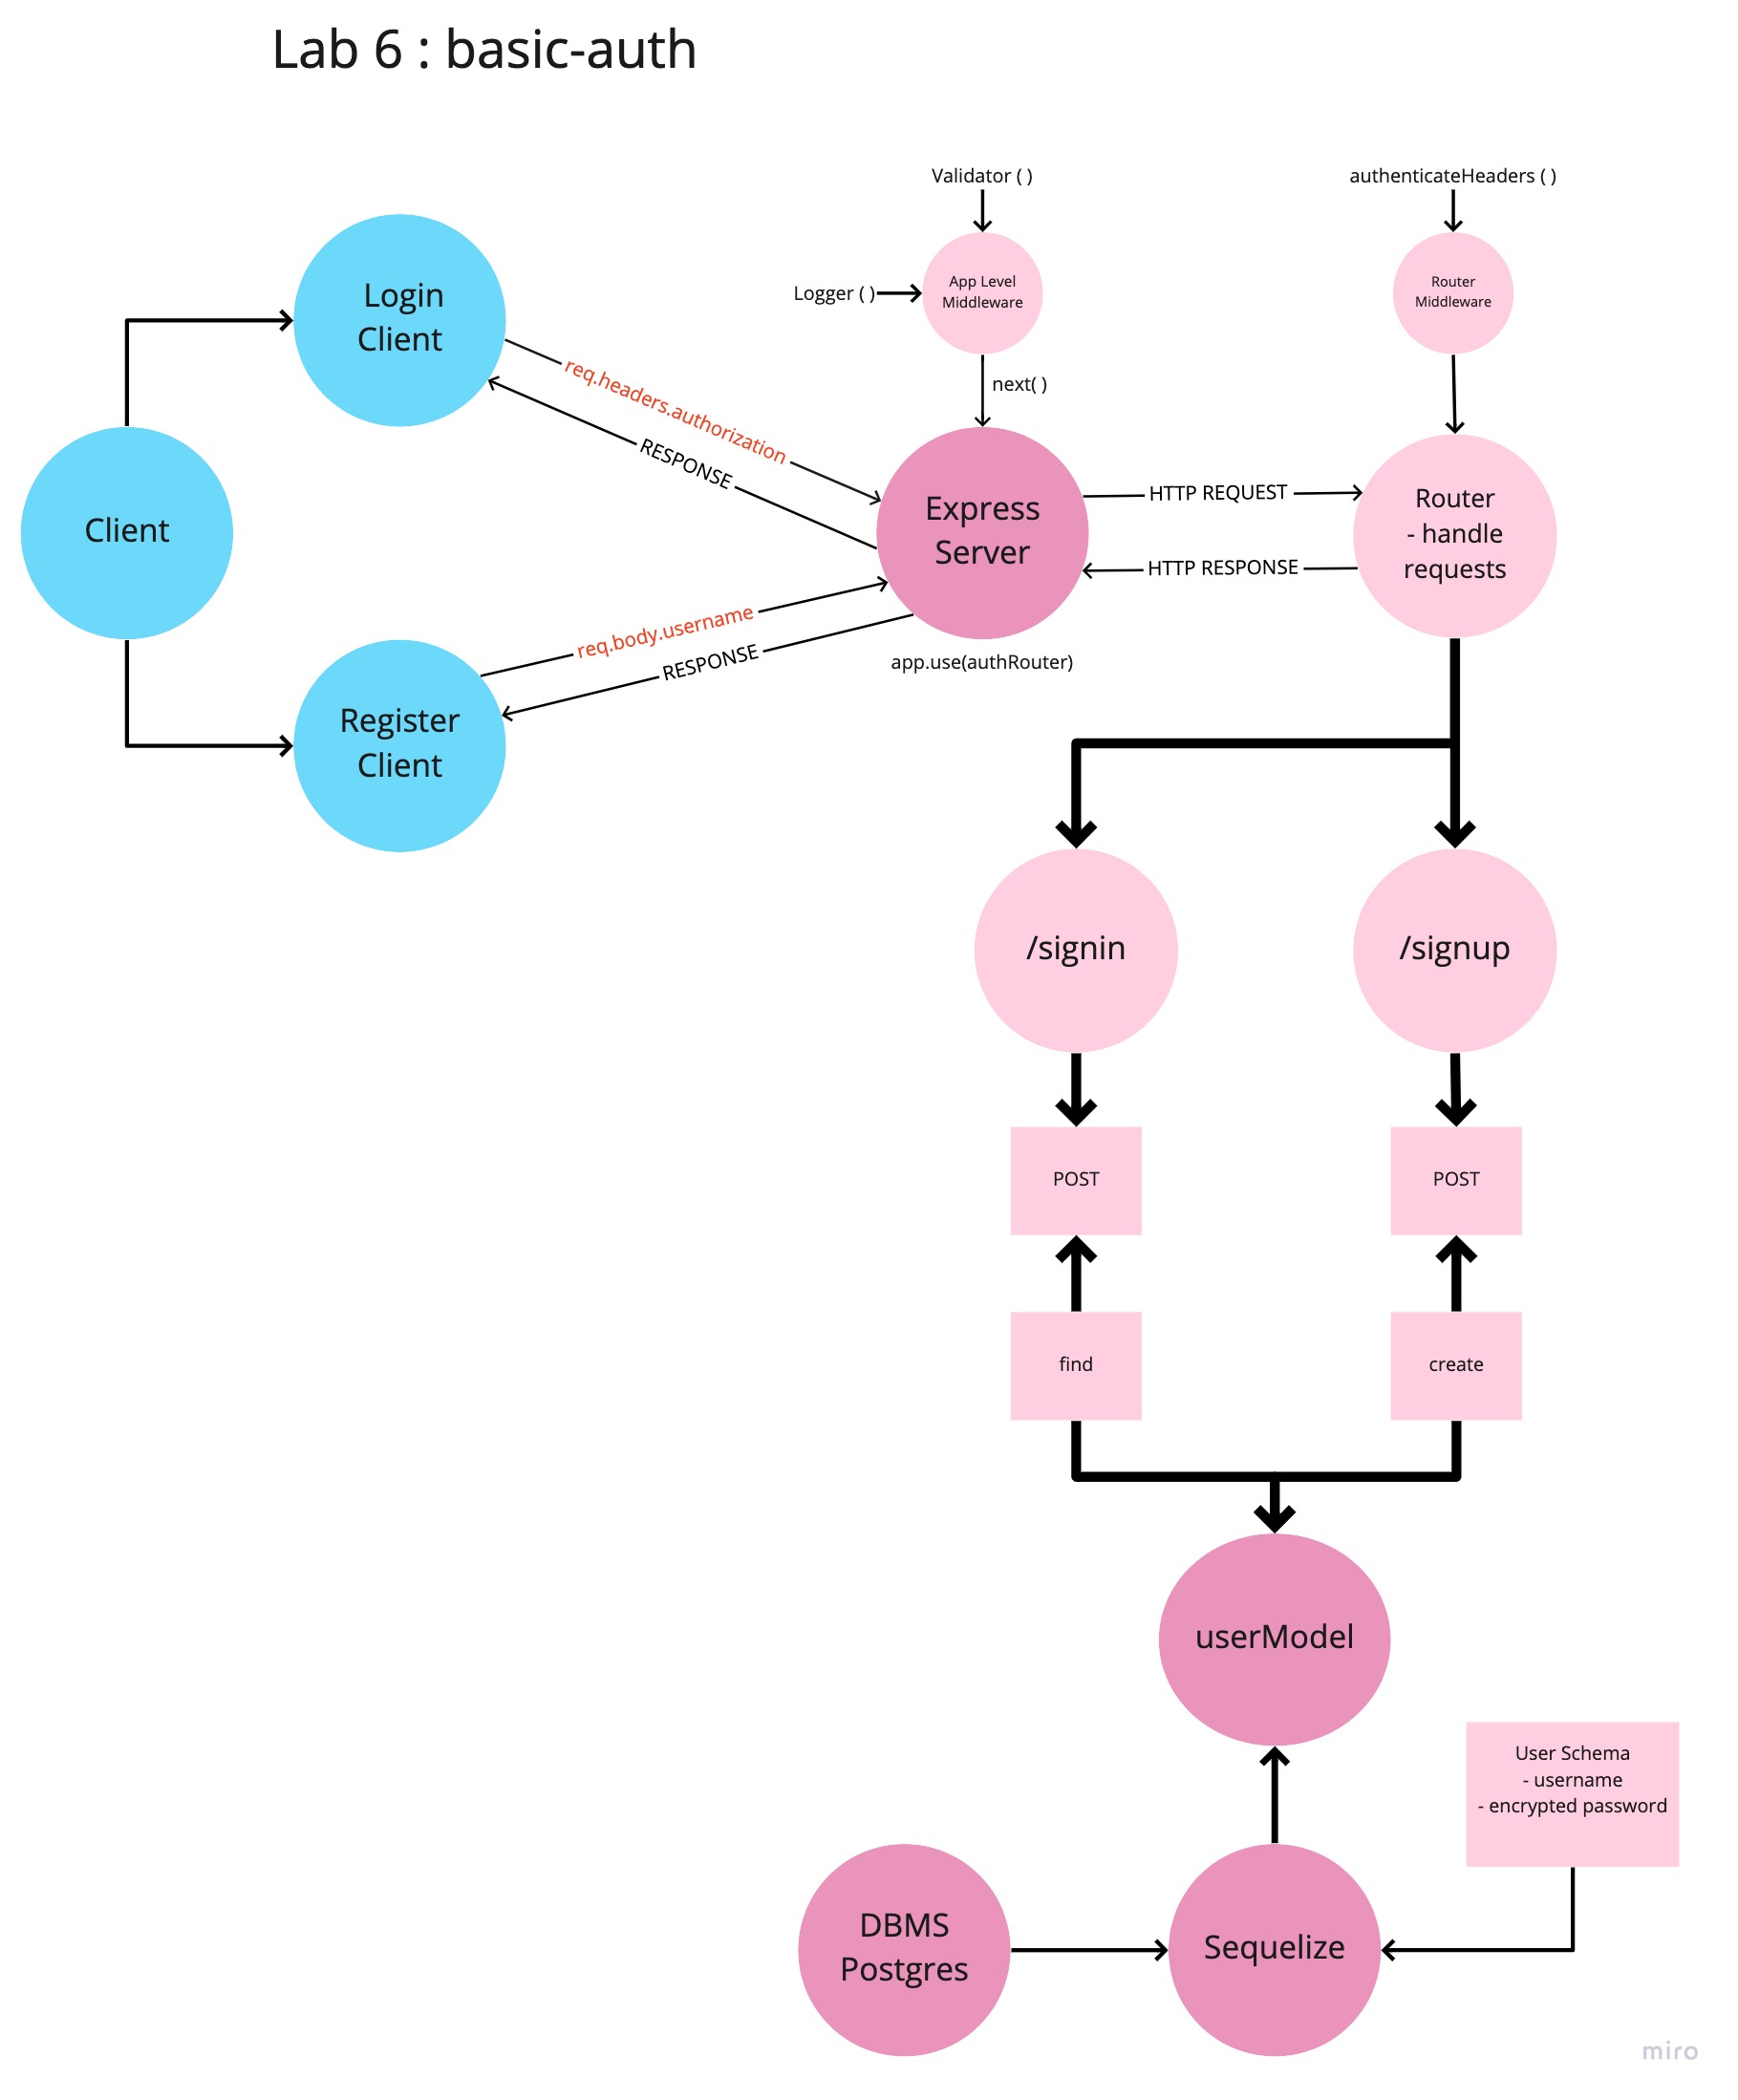 Lab 6 : basic-auth
Validator ( )
authenticateHeaders ( )
Logger ( )
App Level
Middleware
Router
Middleware
next( )
Login
Client
req.headers.authorization
RESPONSE
Client
Express
Server
HTTP REQUEST
HTTP RESPONSE
Router
- handle
requests
req.body.username
RESPONSE
app.use(authRouter)
Register
Client
/signin
/signup
POST
POST
find
create
userModel
User Schema
- username
- encrypted password
DBMS
Postgres
Sequelize
miro